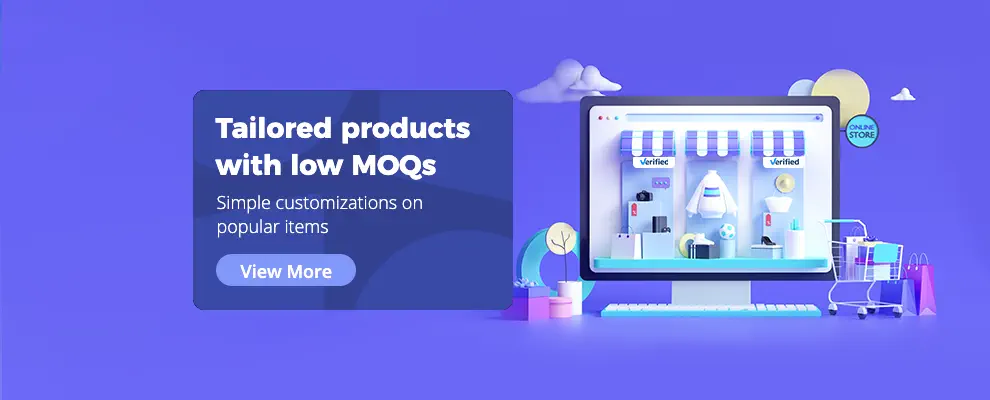 Tailored products
with low MOQs
Simple customizations on
popular items
View More
Verified
Verified
ONLINE
STORE